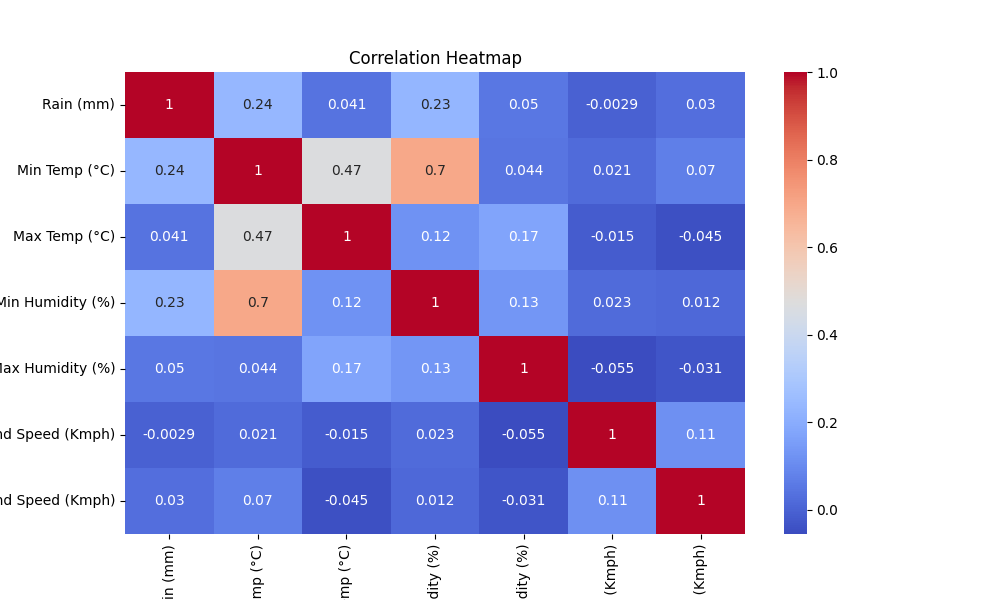 Correlation Heatmap
Rain (mm) 1 0.24 0.041 0.23 0.05 -0.0029 0.03
Min Temp (°C) 0.24 1 0.47 0.7 0.044 0.021 0.07
Max Temp (°C) 0.041 0.47 1 0.12 0.17 -0.015 -0.045
Min Humidity (%) 0.23 0.7 0.12 1 0.13 0.023 0.012
Max Humidity (%) 0.05 0.044 0.17 0.13 1 -0.055 -0.031
nd Speed (Kmph) -0.0029 0.021 -0.015 0.023 -0.055 1 0.11
nd Speed (Kmph) 0.03 0.07 -0.045 0.012 -0.031 0.11 1
in (mm)
mp (°C)
mp (°C)
dity (%)
dity (%)
(Kmph)
(Kmph)
1.0
0.8
0.6
0.4
0.2
0.0